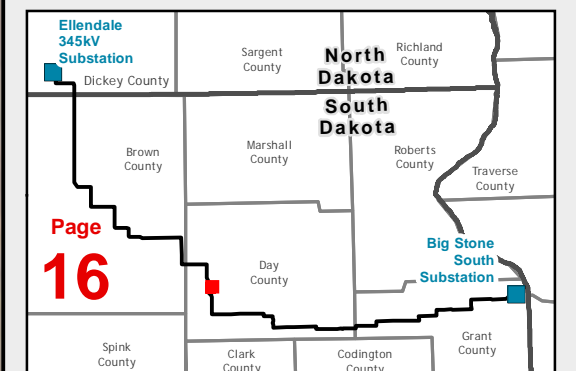 Ellendale
345kV
Substation
Dickey County
Sargent
County
Richland
County
North
Dakota
South
Dakota
Brown
County
Marshall
County
Roberts
County
Traverse
County
Page
16
Day
County
Big Stone
South
Substation
Spink
County
Clark
County
Codington
County
Grant
County